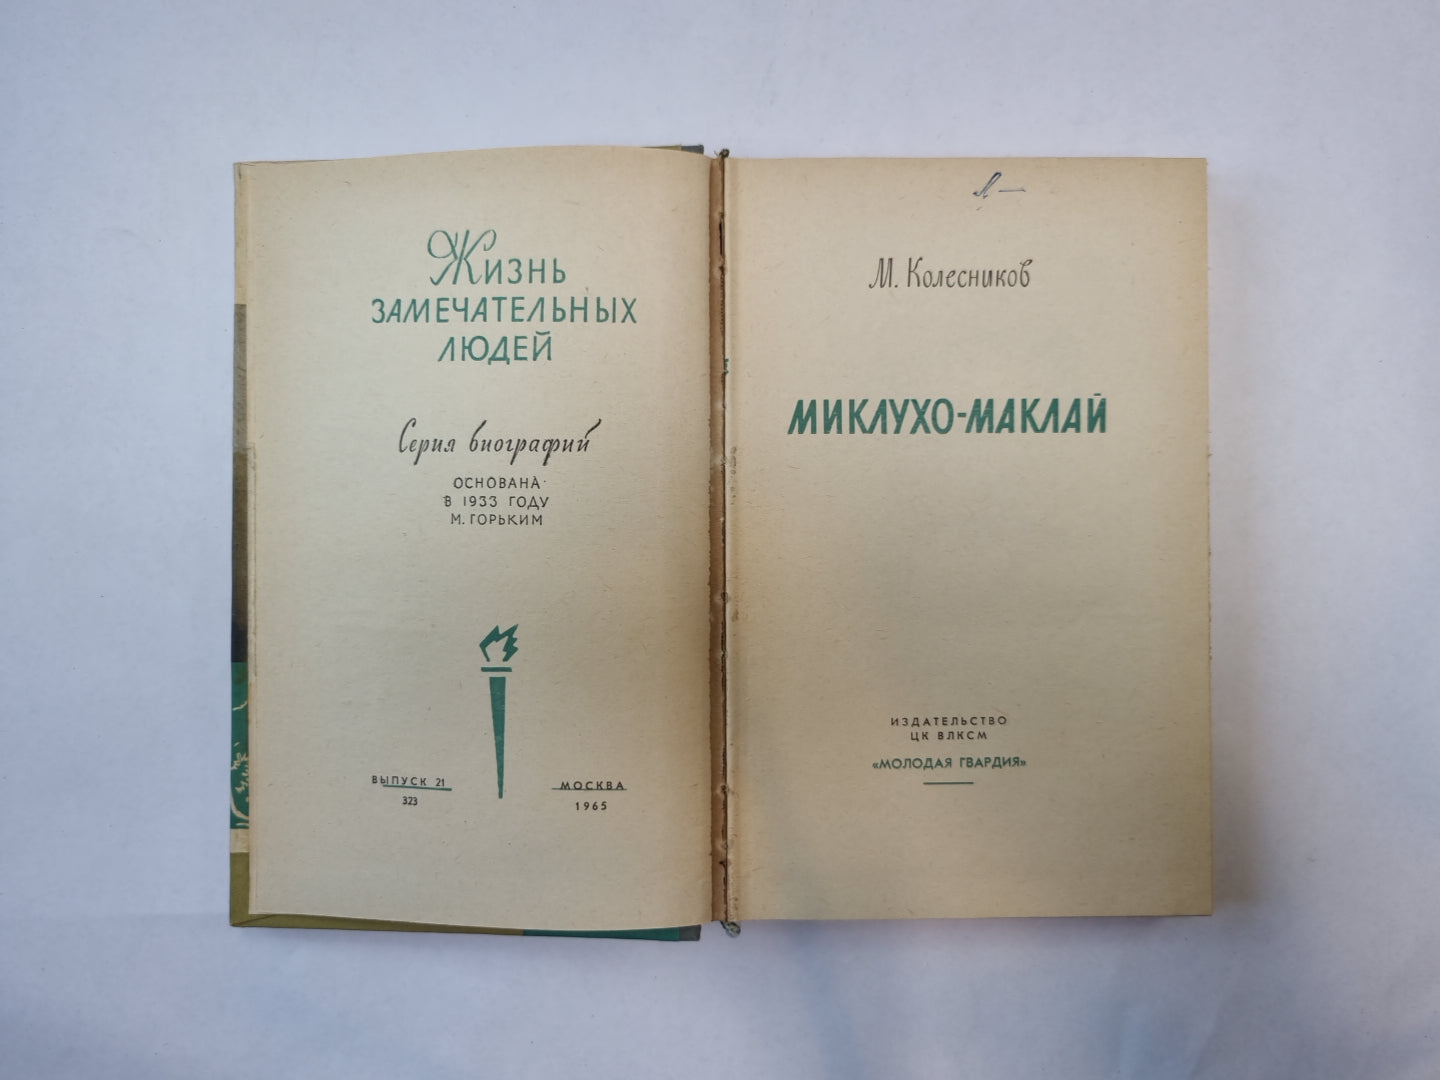 Жизнь
ЗАМЕЧАТЕЛЬНЫХ
ЛЮДЕЙ
Серия биографий
ОСНОВАНА
В 1933 ГОДУ
М. ГОРЬКИМ
ВЫПУСК 21
323
МОСКВА
1965
М. Колесников
МИКЛУХО-МАКЛАЙ
ИЗДАТЕЛЬСТВО
ЦК ВЛКСМ
«МОЛОДАЯ ГВАРДИЯ»